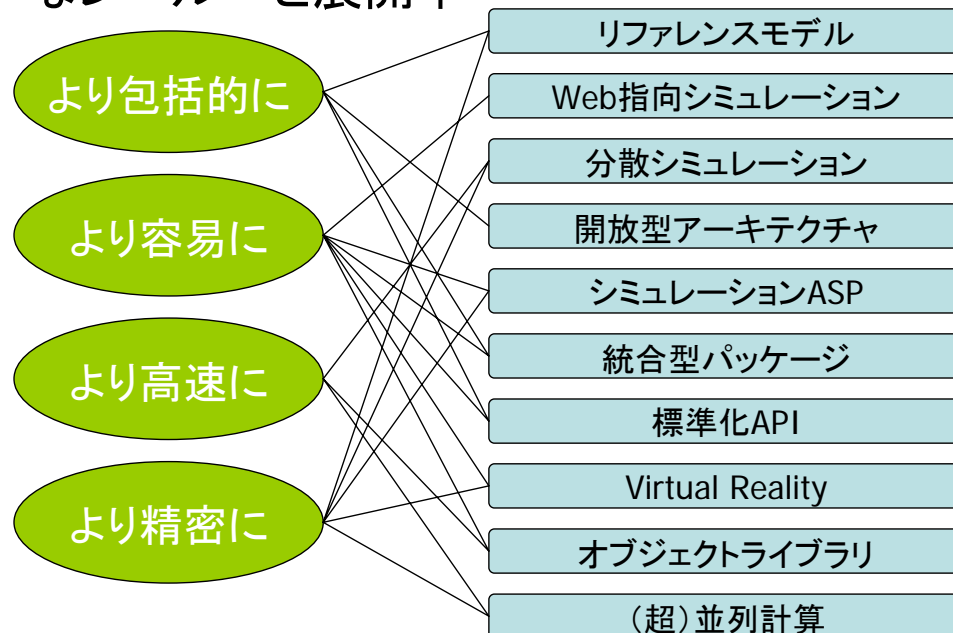 より包括的に
より容易に
より高速に
より精密に
リファレンスモデル
Web指向シミュレーション
分散シミュレーション
開放型アーキテクチャ
シミュレーションASP
統合型パッケージ
標準化API
Virtual Reality
オブジェクトライブラリ
（超）並列計算